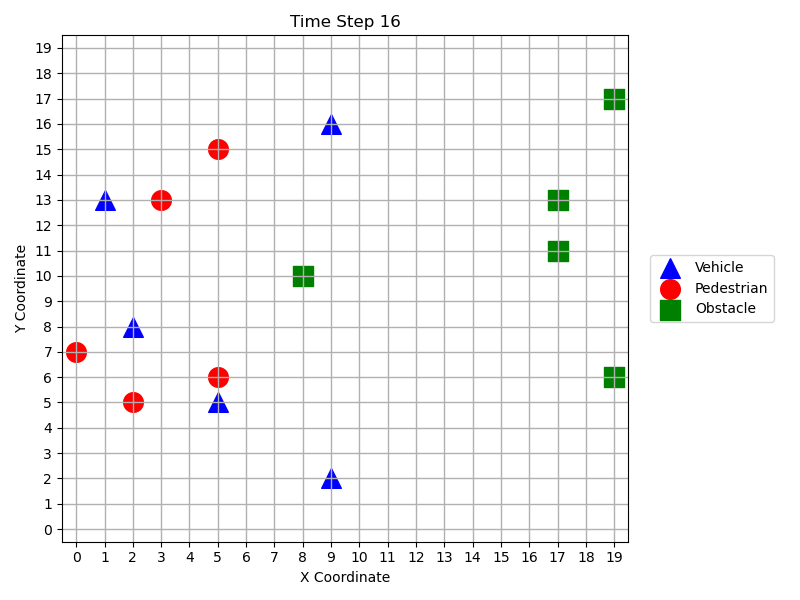 Time Step 16
19
18
17
16
15
14
13
12
11
10
9
8
7
6
5
4
3
2
1
0
Y Coordinate
0 1 2 3 4 5 6 7 8 9 10 11 12 13 14 15 16 17 18 19
X Coordinate
Vehicle
Pedestrian
Obstacle